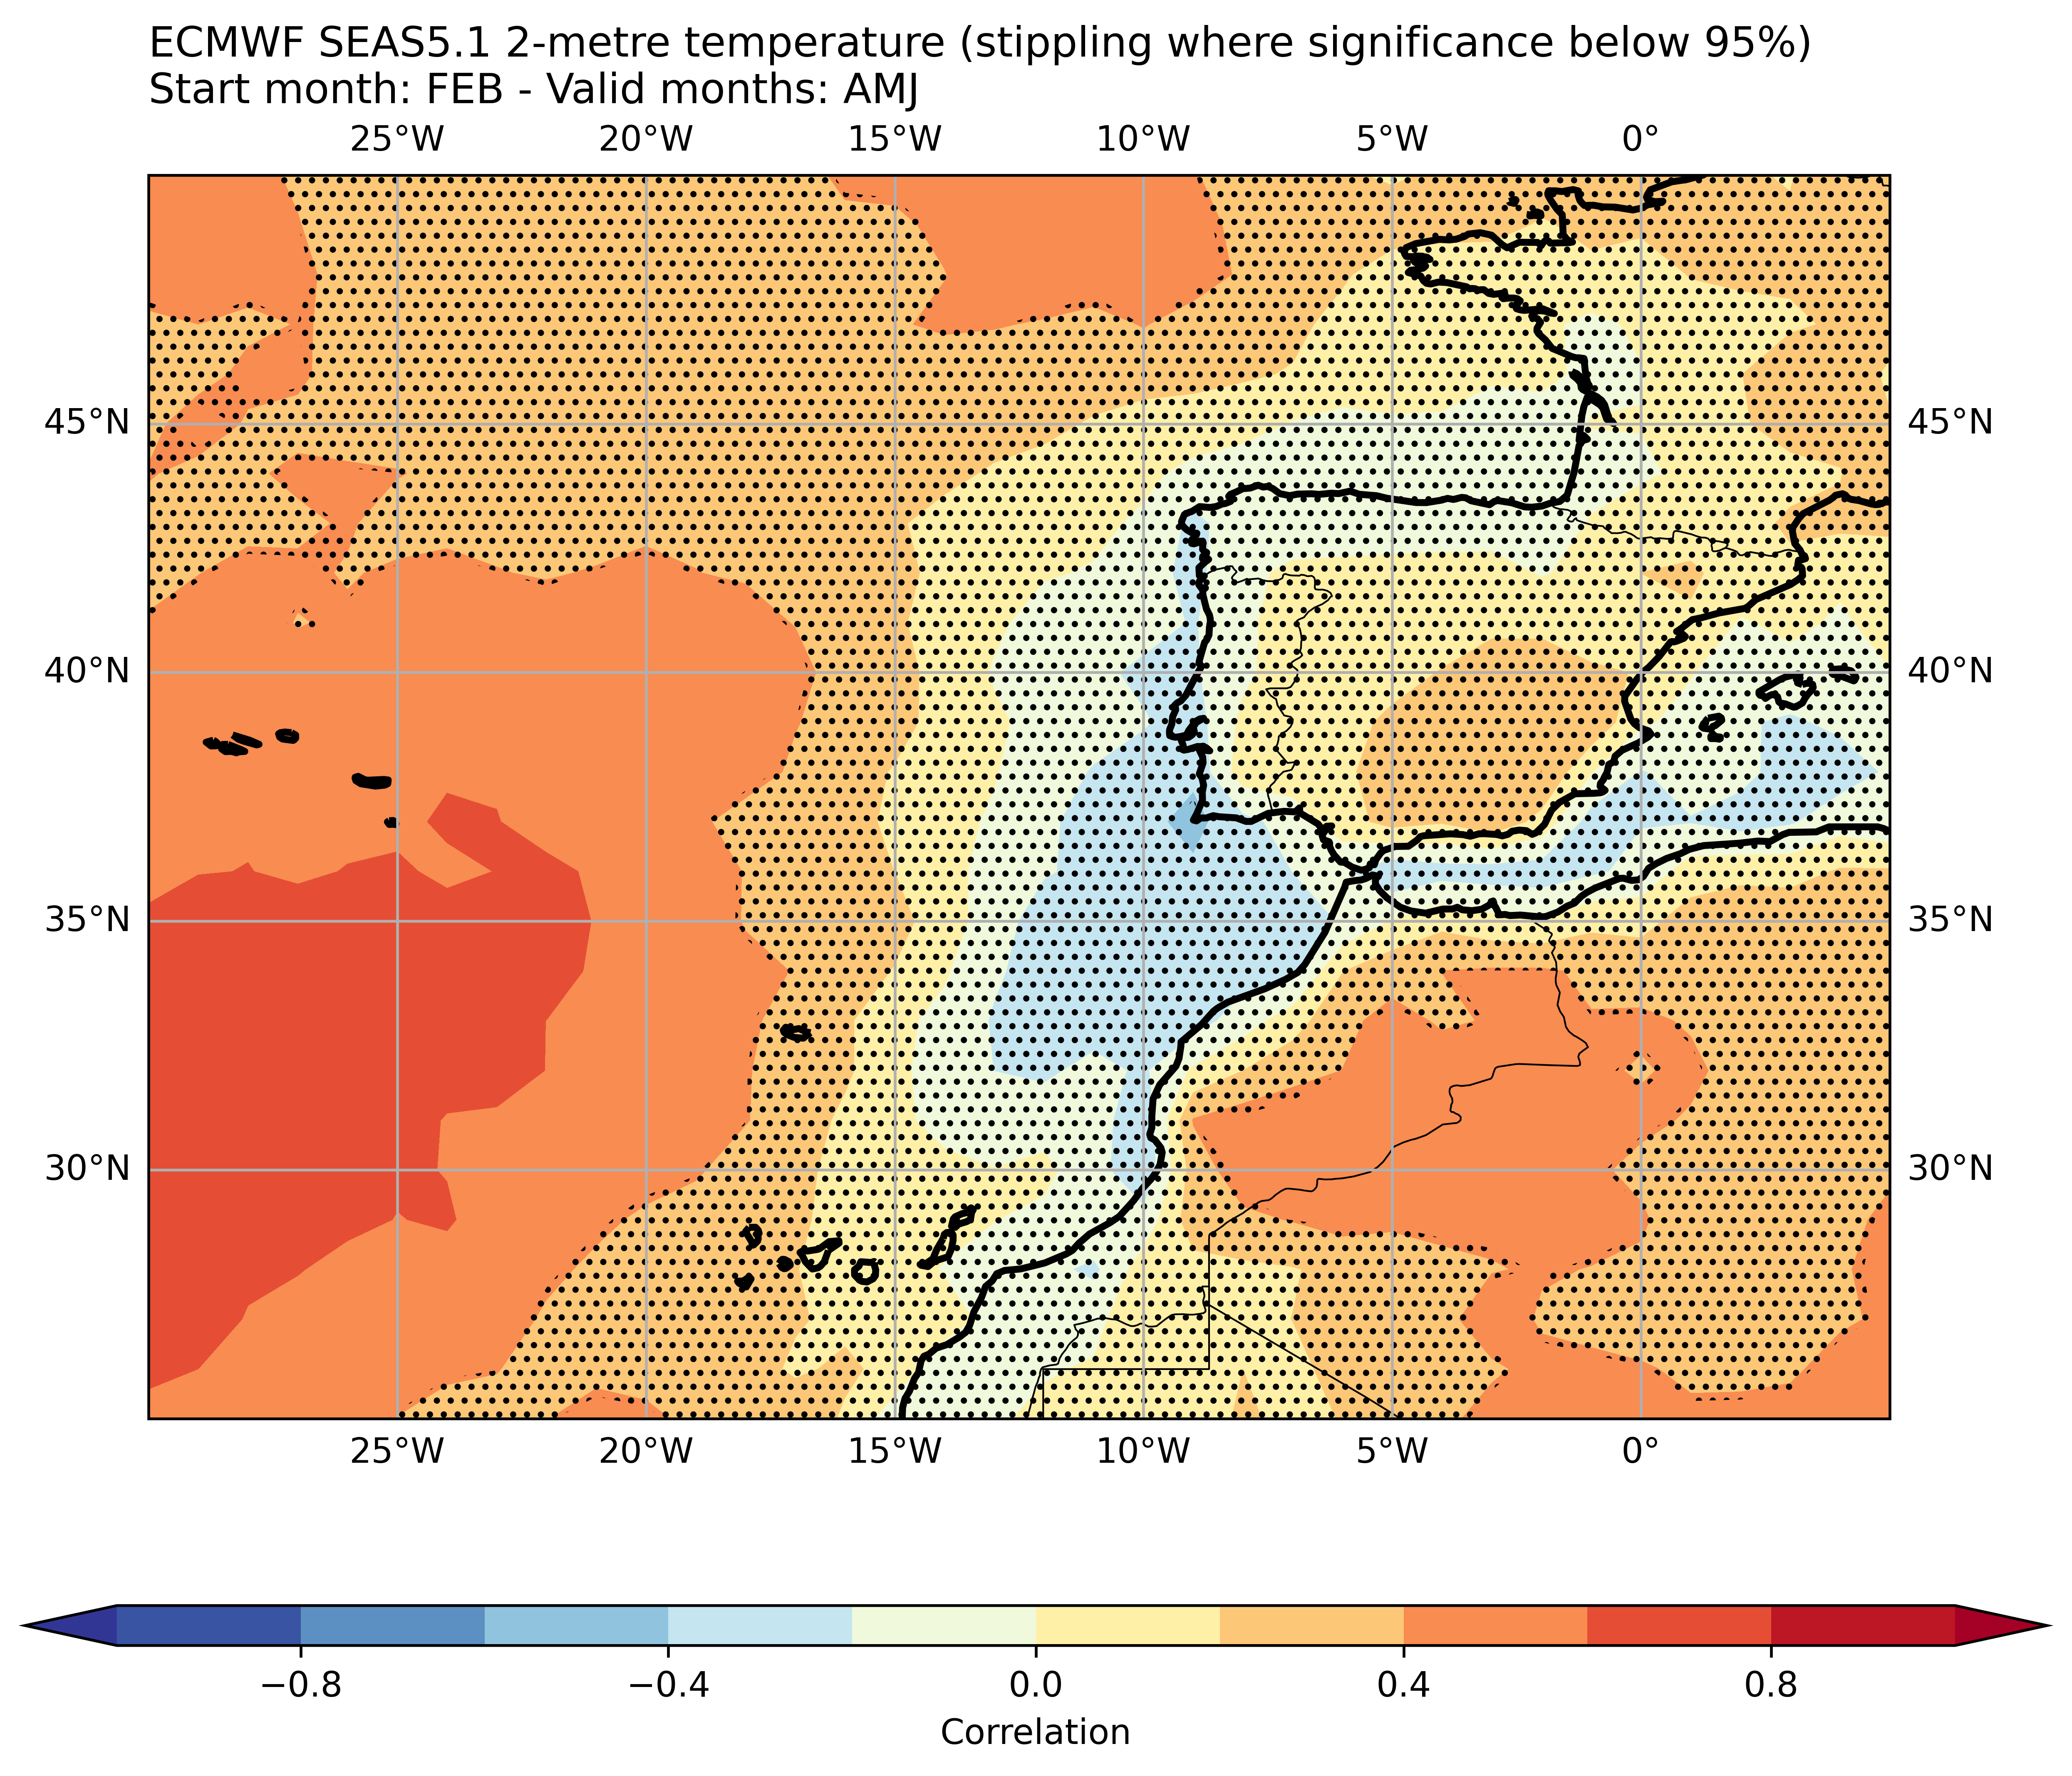 ECMWF SEAS5.1 2-metre temperature (stippling where significance below 95%)
Start month: FEB - Valid months: AMJ
25°W 20°W 15°W 10°W 5°W 0°
45°N 45°N
40°N 40°N
35°N 35°N
30°N 30°N
25°W 20°W 15°W 10°W 5°W 0°
−0.8 −0.4 0.0 0.4 0.8
Correlation